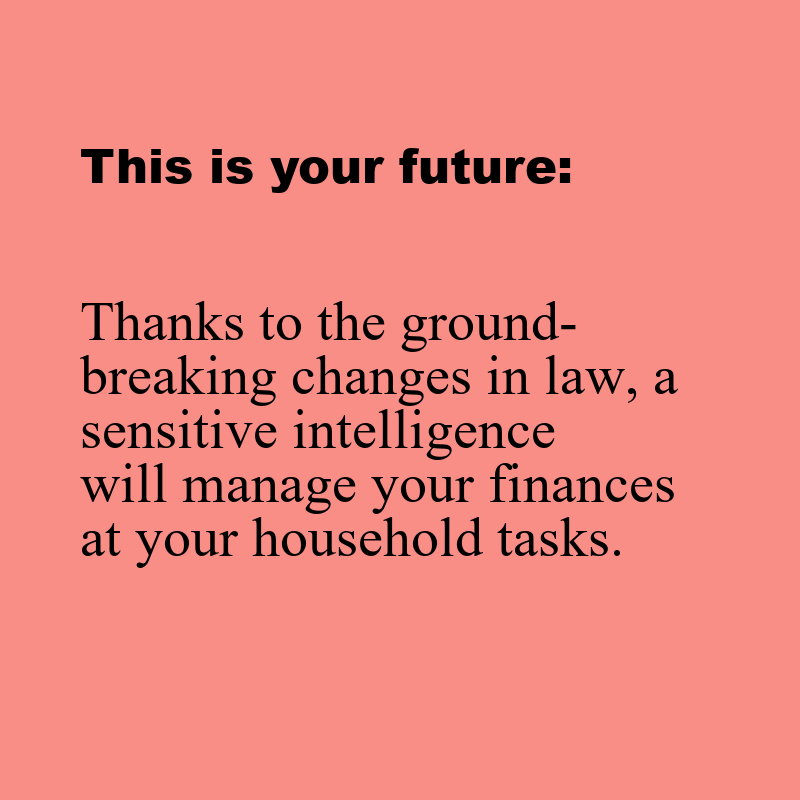 This is your future:
Thanks to the ground-
breaking changes in law, a
sensitive intelligence
will manage your finances
at your household tasks.